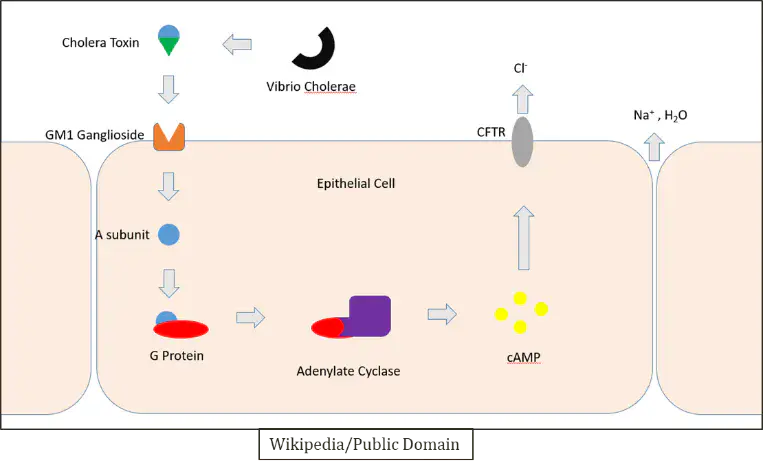 Cholera Toxin
Vibrio Cholerae
Cl⁻
GM1 Ganglioside
CFTR
Na⁺ , H₂O
Epithelial Cell
A subunit
G Protein
Adenylate Cyclase
cAMP
Wikipedia/Public Domain